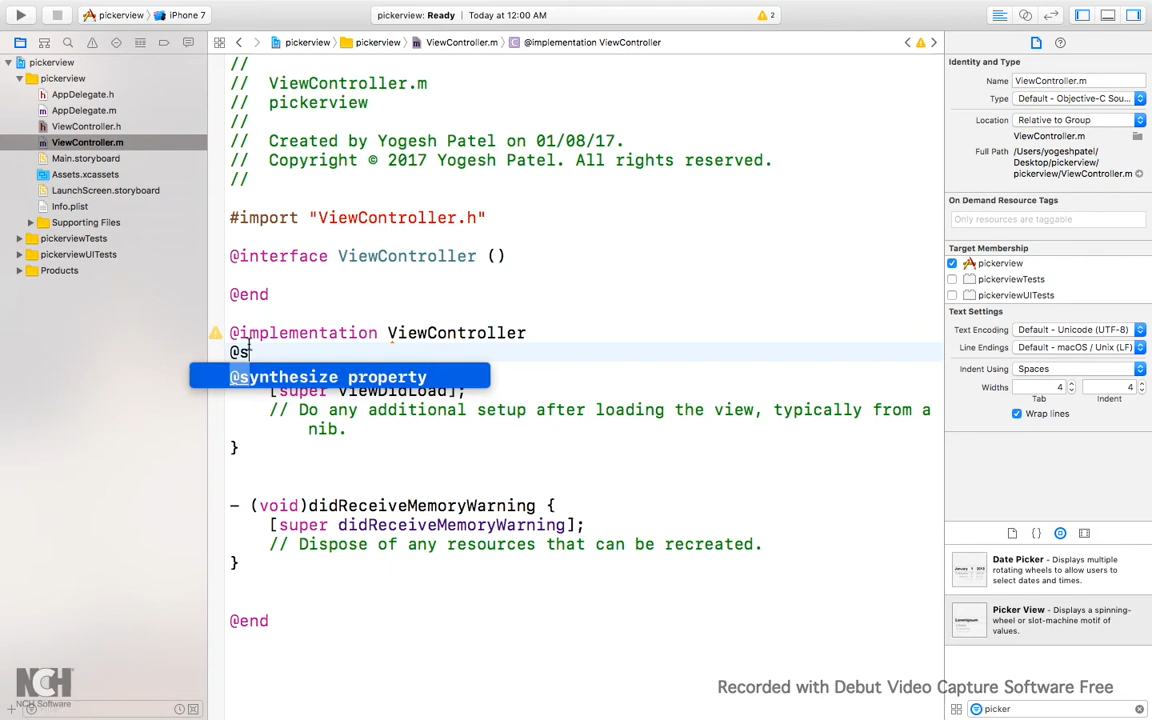 pickerview
iPhone 7
pickerview: Ready
Today at 12:00 AM
2
pickerview
pickerview
ViewController.m
@implementation ViewController
pickerview
pickerview
AppDelegate.h
AppDelegate.m
ViewController.h
ViewController.m
Main.storyboard
Assets.xcassets
LaunchScreen.storyboard
Info.plist
Supporting Files
pickerviewTests
pickerviewUITests
Products
//
// ViewController.m
// pickerview
//
// Created by Yogesh Patel on 01/08/17.
// Copyright © 2017 Yogesh Patel. All rights reserved.
//
#import "ViewController.h"
@interface ViewController ()
@end
@implementation ViewController
@s
@synthesize property
[super viewDidLoad];
// Do any additional setup after loading the view, typically from a
nib.
}
- (void)didReceiveMemoryWarning {
[super didReceiveMemoryWarning];
// Dispose of any resources that can be recreated.
}
@end
Identity and Type
Name ViewController.m
Type Default - Objective-C Sou...
Location Relative to Group
ViewController.m
Full Path /Users/yogeshpatel/
Desktop/pickerview/
pickerview/ViewController.m
On Demand Resource Tags
Only resources are taggable
Target Membership
pickerview
pickerviewTests
pickerviewUITests
Text Settings
Text Encoding Default - Unicode (UTF-8)
Line Endings Default - macOS / Unix (LF)
Indent Using Spaces
Widths 4 4
Tab Indent
Wrap lines
Date Picker - Displays multiple
rotating wheels to allow users to
select dates and times.
Picker View - Displays a spinning-
wheel or slot-machine motif of
values.
picker
NCH
NCH Software
Recorded with Debut Video Capture Software Free